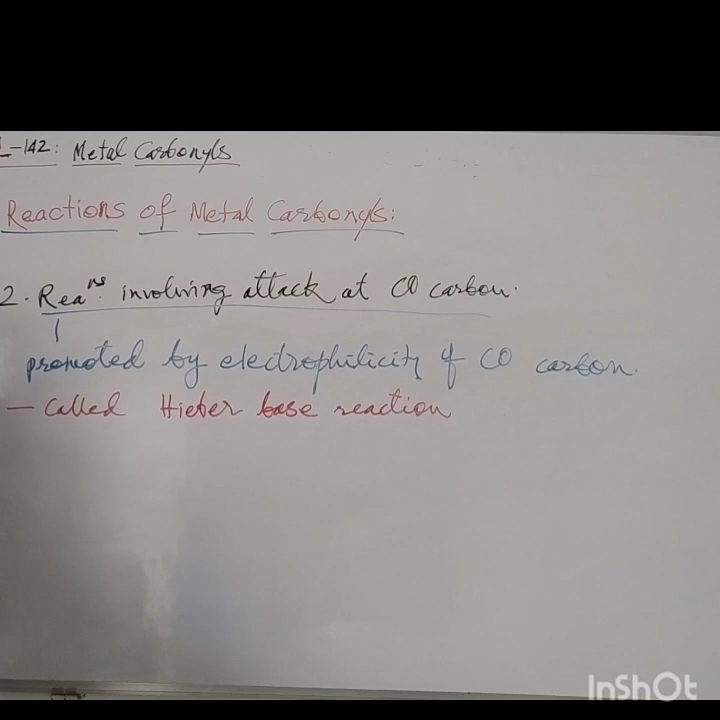 L-142: Metal Carbonyls
Reactions of Metal Carbonyls:
2. Reaⁿˢ. involving attack at CO carbon.
promoted by electrophilicity of CO carbon.
- Called Hieber base reaction
InShOt